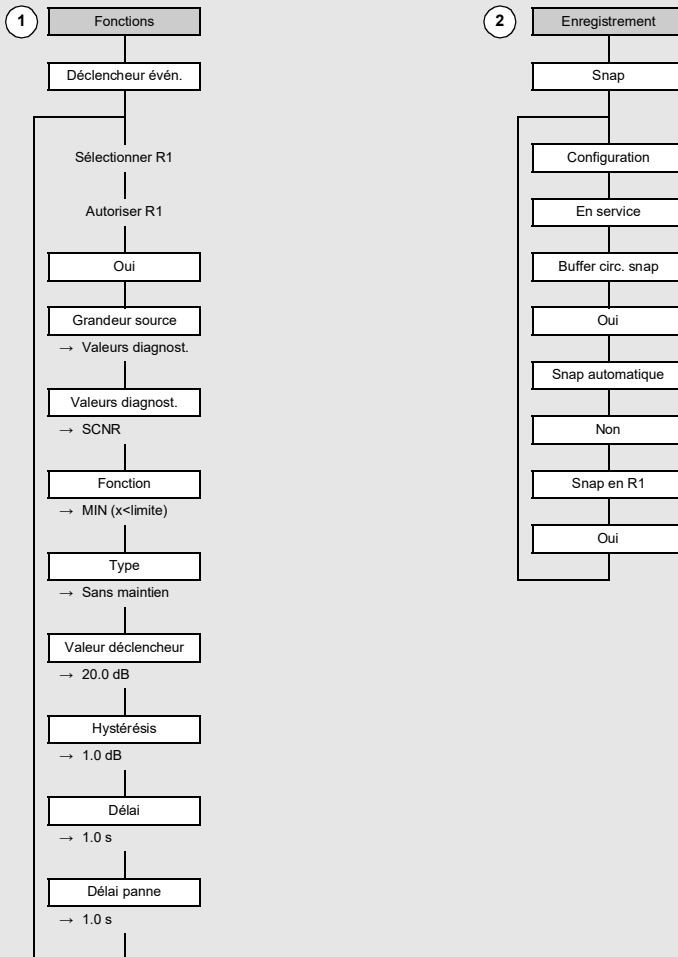 1
Fonctions
Déclencheur évén.
Sélectionner R1
Autoriser R1
Oui
Grandeur source
→ Valeurs diagnost.
Valeurs diagnost.
→ SCNR
Fonction
→ MIN (x<limite)
Type
→ Sans maintien
Valeur déclencheur
→ 20.0 dB
Hystérésis
→ 1.0 dB
Délai
→ 1.0 s
Délai panne
→ 1.0 s
2
Enregistrement
Snap
Configuration
En service
Buffer circ. snap
Oui
Snap automatique
Non
Snap en R1
Oui